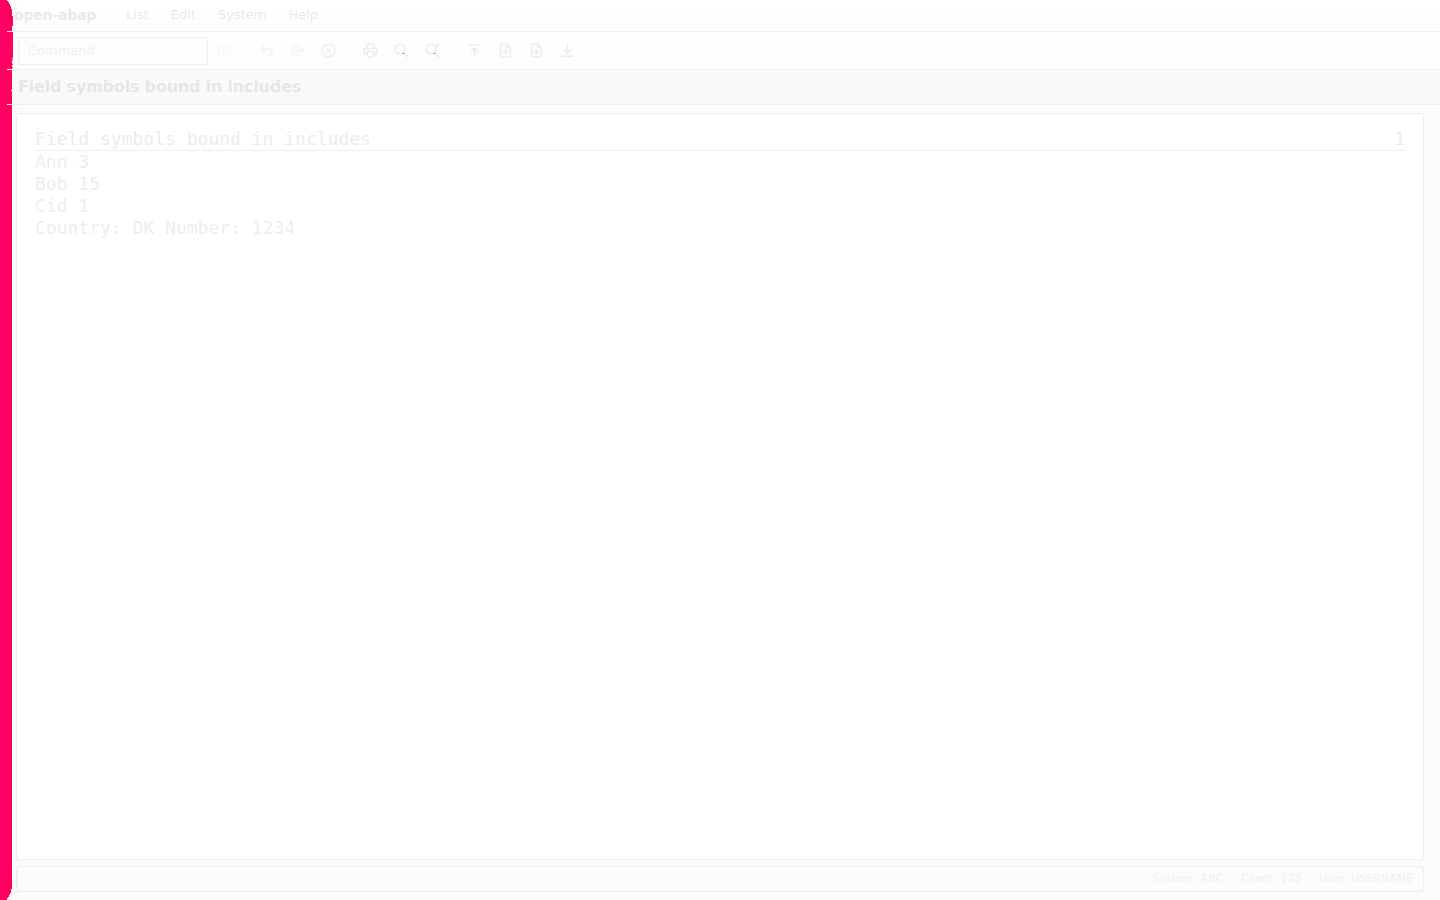 open-abap List Edit System Help
Command
Field symbols bound in includes
Field symbols bound in includes 1
Ann 3
Bob 15
Cid 1
Country: DK Number: 1234
System: ABC Client: 123 User: USERNAME